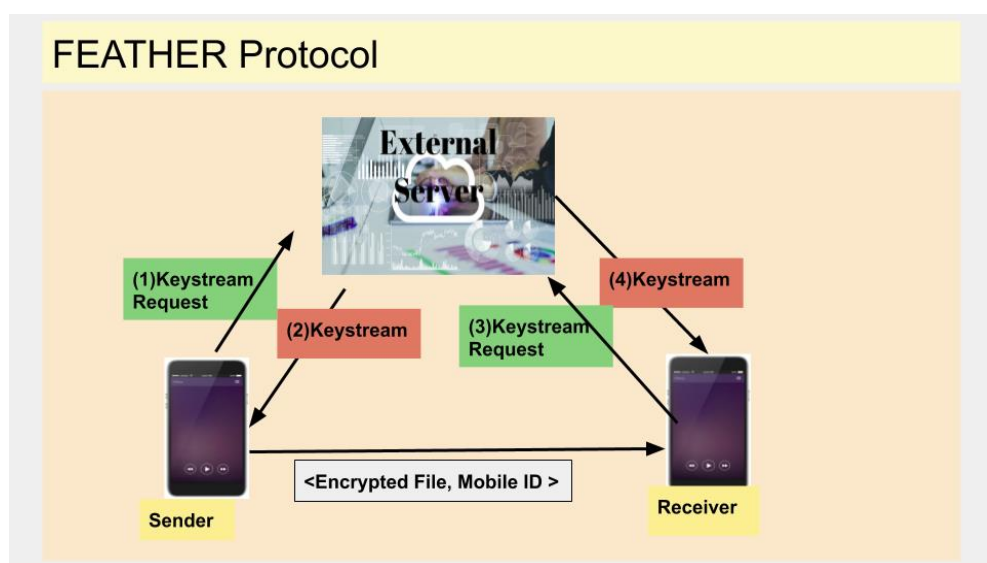 FEATHER Protocol
External
Server
(1)Keystream
Request
(2)Keystream
(3)Keystream
Request
(4)Keystream
<Encrypted File, Mobile ID >
Sender
Receiver